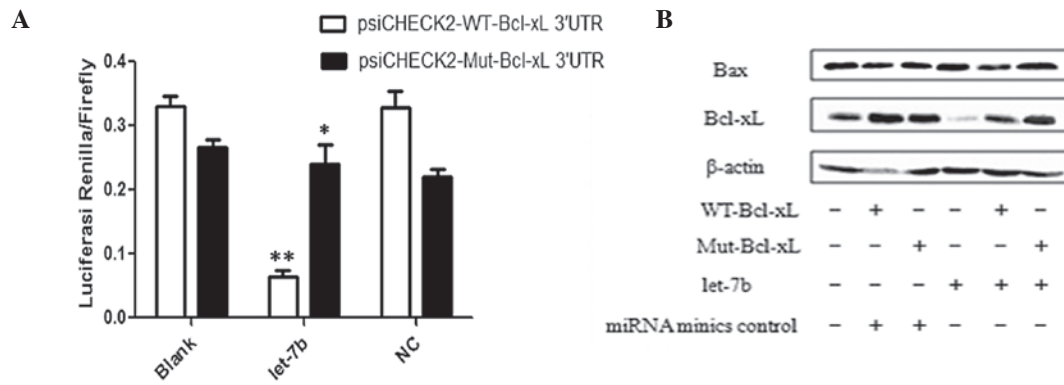 A
psiCHECK2-WT-Bcl-xL 3'UTR
psiCHECK2-Mut-Bcl-xL 3'UTR
Luciferasi Renilla/Firefly
0.4
0.3
0.2
0.1
0.0
**
*
Blank
let-7b
NC
B
Bax
Bcl-xL
β-actin
WT-Bcl-xL - + - - + -
Mut-Bcl-xL - - + - - +
let-7b - - - + + +
miRNA minics control - + + - - -